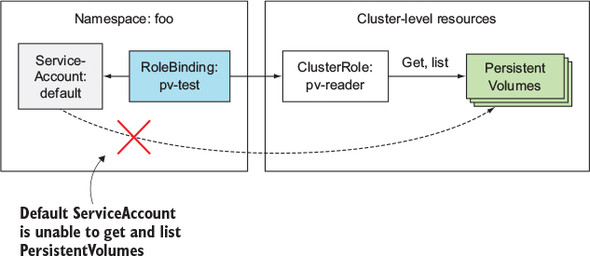 Namespace: foo
Cluster-level resources
Service-
Account:
default
RoleBinding:
pv-test
ClusterRole:
pv-reader
Get, list
Persistent
Volumes
Default ServiceAccount
is unable to get and list
PersistentVolumes